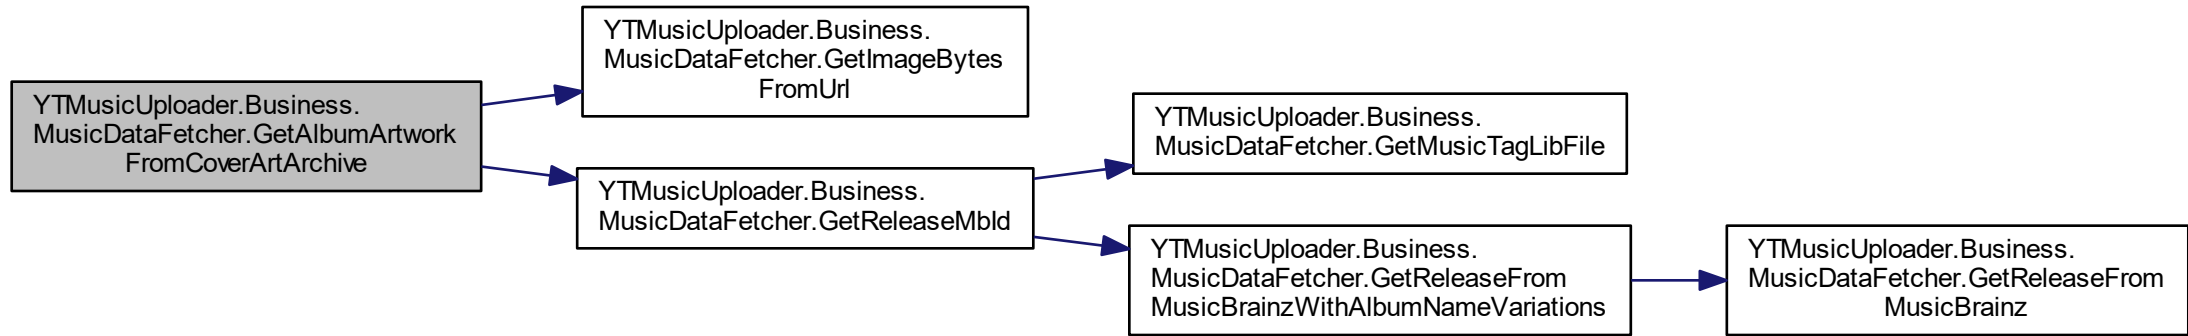 YTMusicUploader.Business.
MusicDataFetcher.GetAlbumArtwork
FromCoverArtArchive
YTMusicUploader.Business.
MusicDataFetcher.GetImageBytes
FromUrl
YTMusicUploader.Business.
MusicDataFetcher.GetReleaseMbId
YTMusicUploader.Business.
MusicDataFetcher.GetMusicTagLibFile
YTMusicUploader.Business.
MusicDataFetcher.GetReleaseFrom
MusicBrainzWithAlbumNameVariations
YTMusicUploader.Business.
MusicDataFetcher.GetReleaseFrom
MusicBrainz